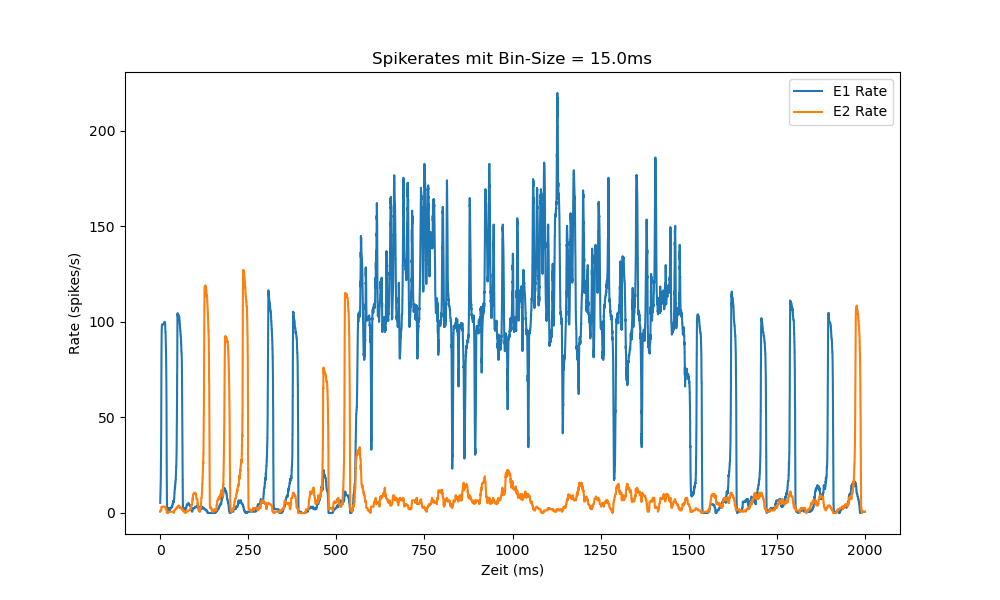 Spikerates mit Bin-Size = 15.0ms
E1 Rate
E2 Rate
Rate (spikes/s)
200
150
100
50
0
0 250 500 750 1000 1250 1500 1750 2000
Zeit (ms)